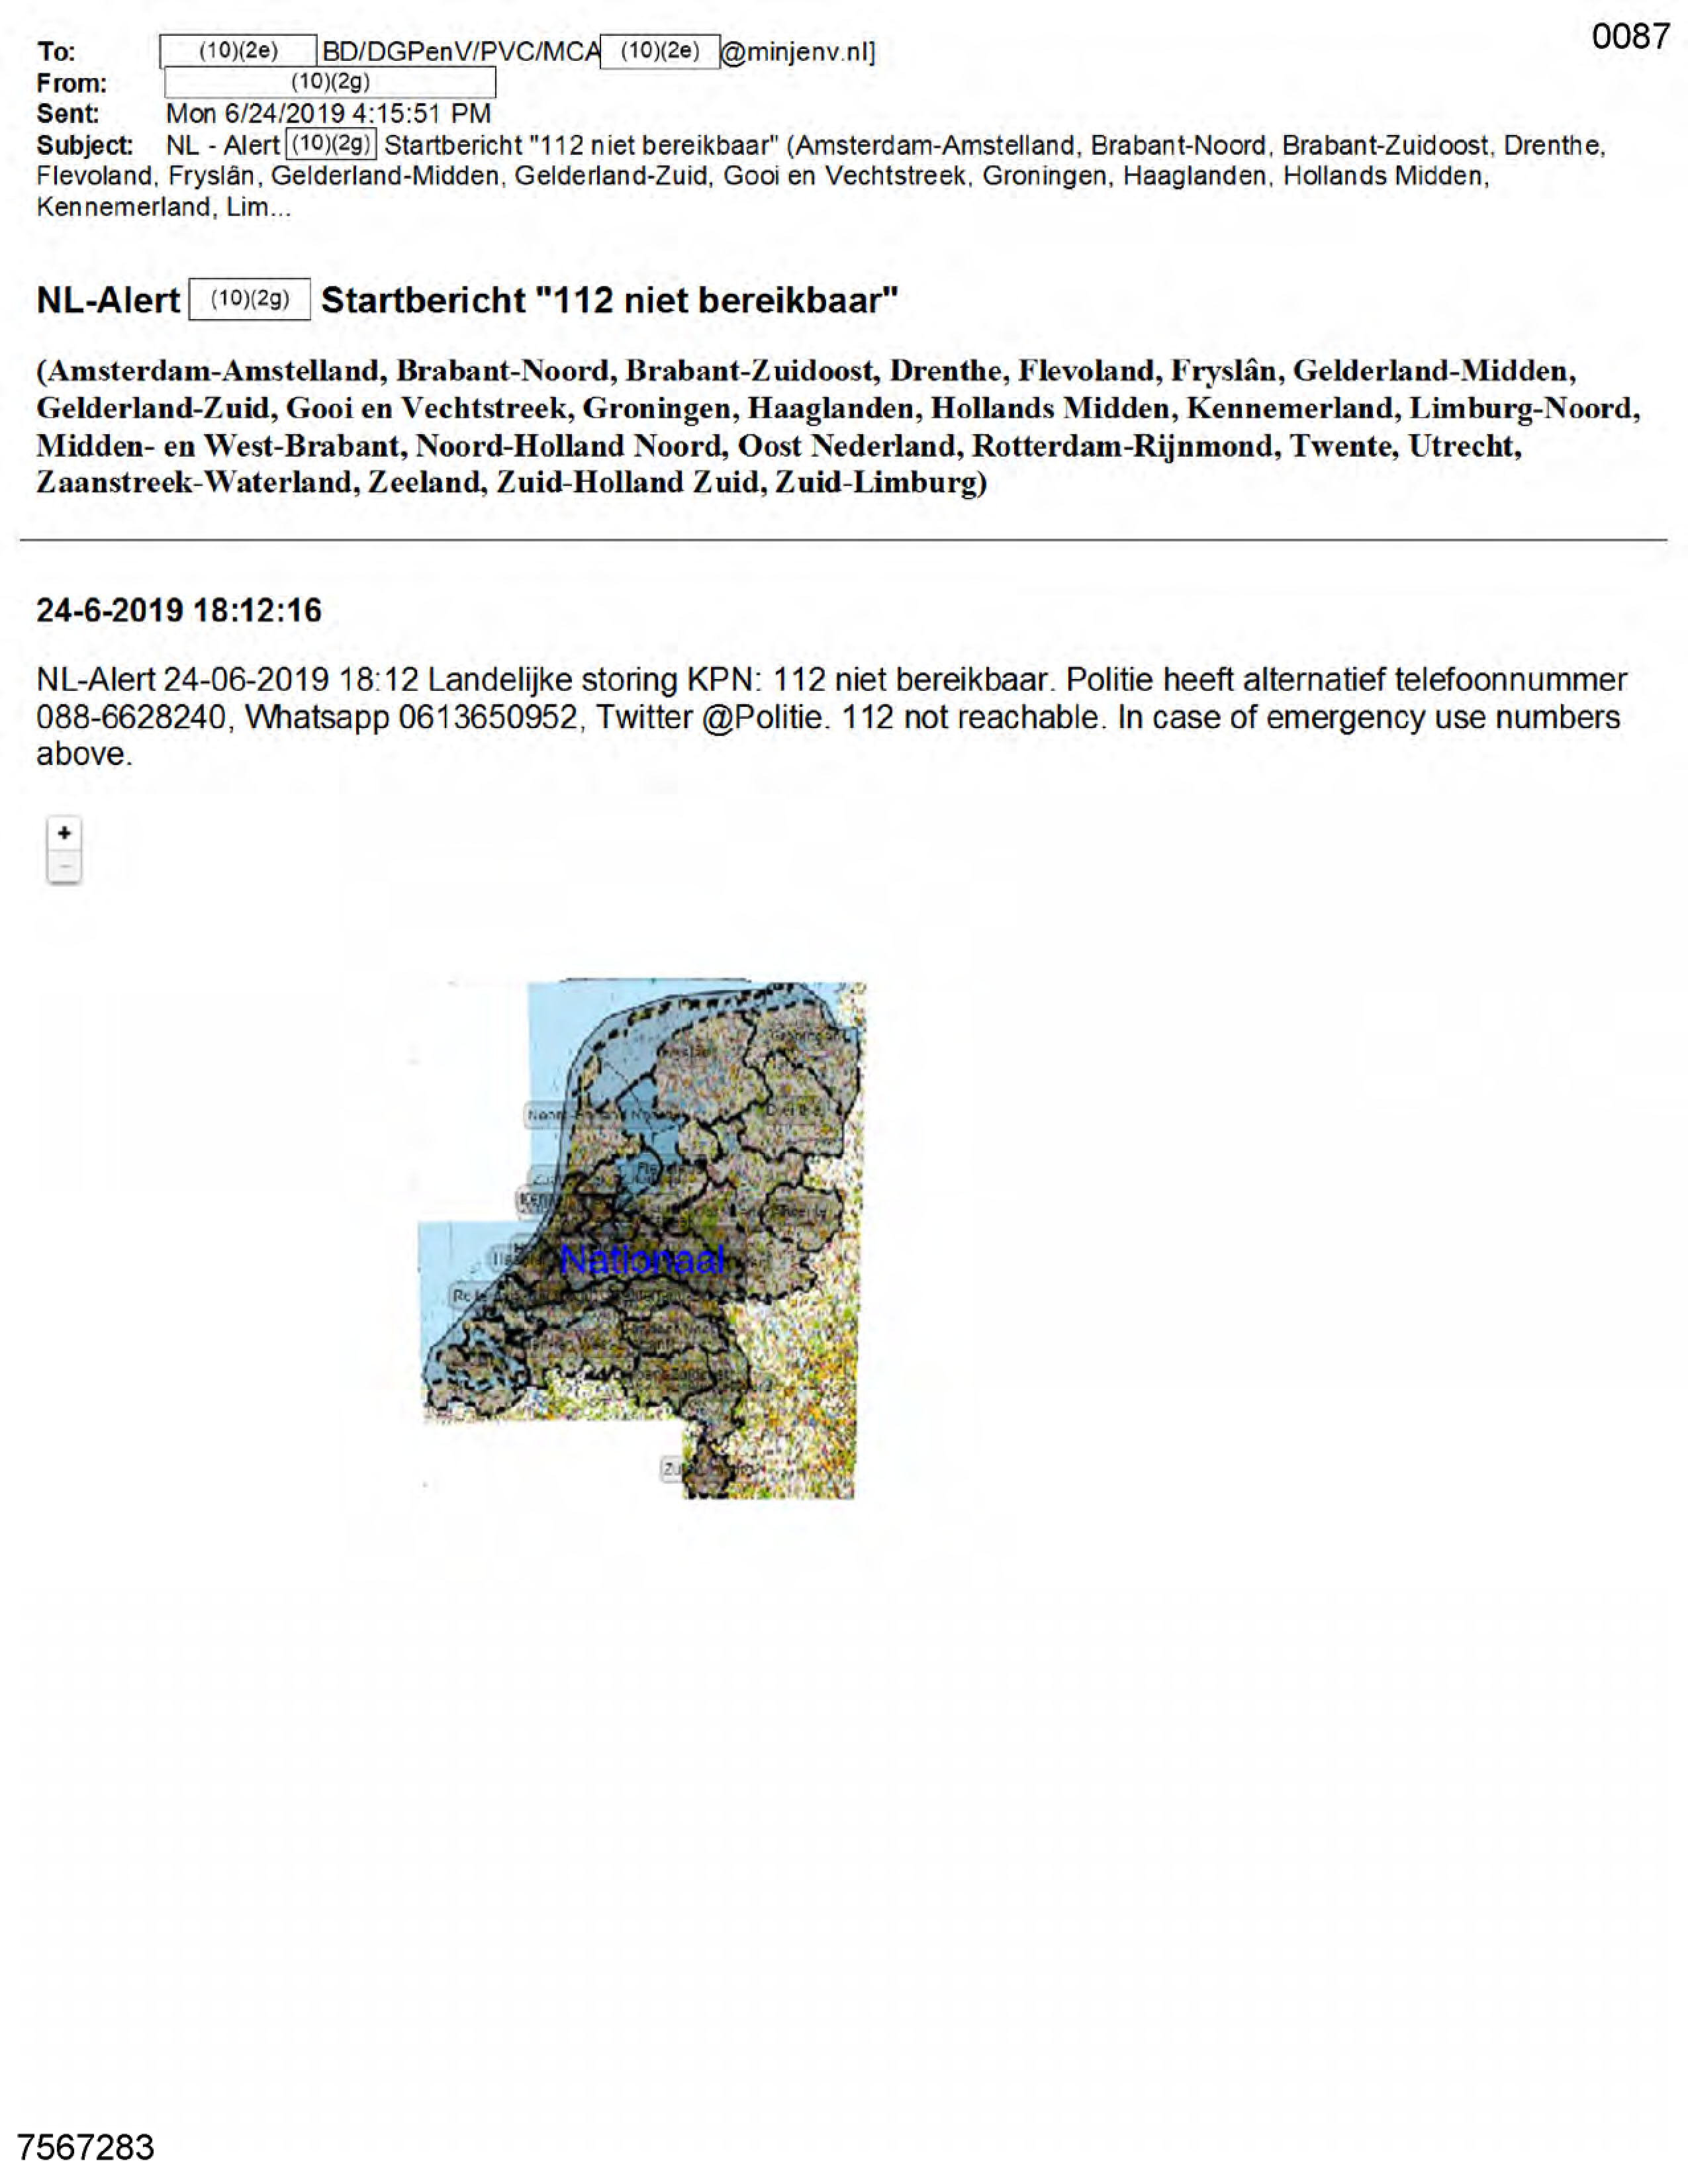 0087
To: (10)(2e) BD/DGPenV/PVC/MCA (10)(2e) @minjenv.nl]
From: (10)(2g)
Sent: Mon 6/24/2019 4:15:51 PM
Subject: NL - Alert (10)(2g) Startbericht "112 niet bereikbaar" (Amsterdam-Amstelland, Brabant-Noord, Brabant-Zuidoost, Drenthe,
Flevoland, Fryslân, Gelderland-Midden, Gelderland-Zuid, Gooi en Vechtstreek, Groningen, Haaglanden, Hollands Midden,
Kennemerland, Lim...
NL-Alert (10)(2g) Startbericht "112 niet bereikbaar"
(Amsterdam-Amstelland, Brabant-Noord, Brabant-Zuidoost, Drenthe, Flevoland, Fryslân, Gelderland-Midden,
Gelderland-Zuid, Gooi en Vechtstreek, Groningen, Haaglanden, Hollands Midden, Kennemerland, Limburg-Noord,
Midden- en West-Brabant, Noord-Holland Noord, Oost Nederland, Rotterdam-Rijnmond, Twente, Utrecht,
Zaanstreek-Waterland, Zeeland, Zuid-Holland Zuid, Zuid-Limburg)
24-6-2019 18:12:16
NL-Alert 24-06-2019 18:12 Landelijke storing KPN: 112 niet bereikbaar. Politie heeft alternatief telefoonnummer
088-6628240, Whatsapp 0613650952, Twitter @Politie. 112 not reachable. In case of emergency use numbers
above.
+
-
Drenthe
Nationaal
7567283